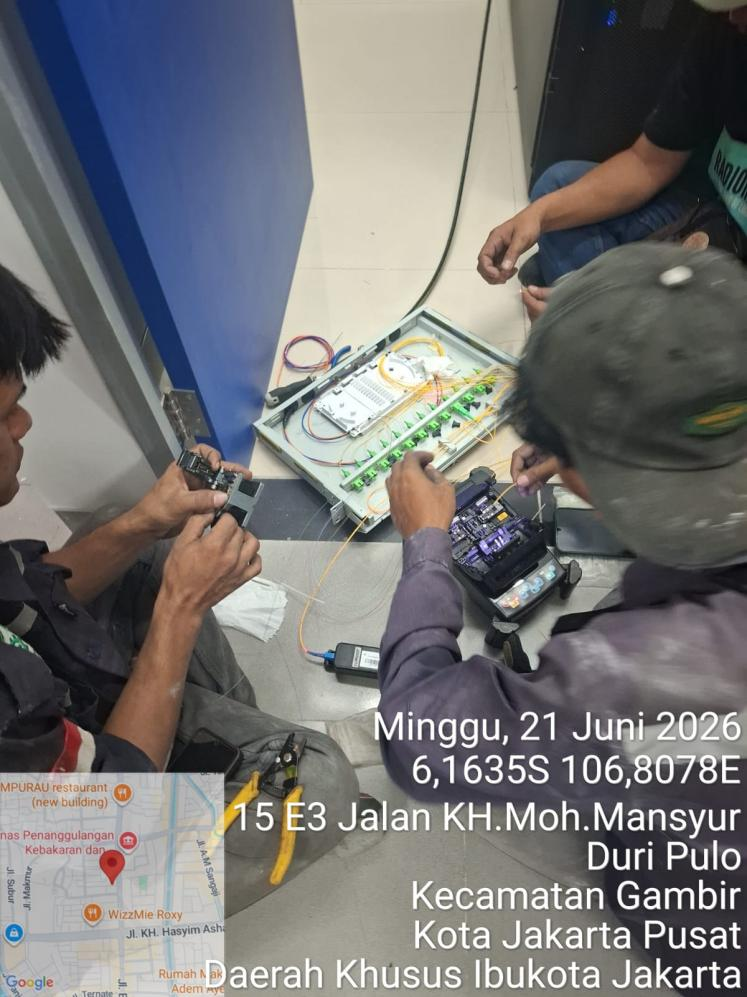 RADIO
Minggu, 21 Juni 2026
6,1635S 106,8078E
15 E3 Jalan KH.Moh.Mansyur
Duri Pulo
Kecamatan Gambir
Kota Jakarta Pusat
Daerah Khusus Ibukota Jakarta
MPURAU restaurant
(new building)
nas Penanggulangan
Kebakaran dan
Jl. Subur
Jl. Makmur
Jl. A.M Sangaji
WizzMie Roxy
Jl. KH. Hasyim Asha
Rumah Mak
Adem Aye
Ternate
Google